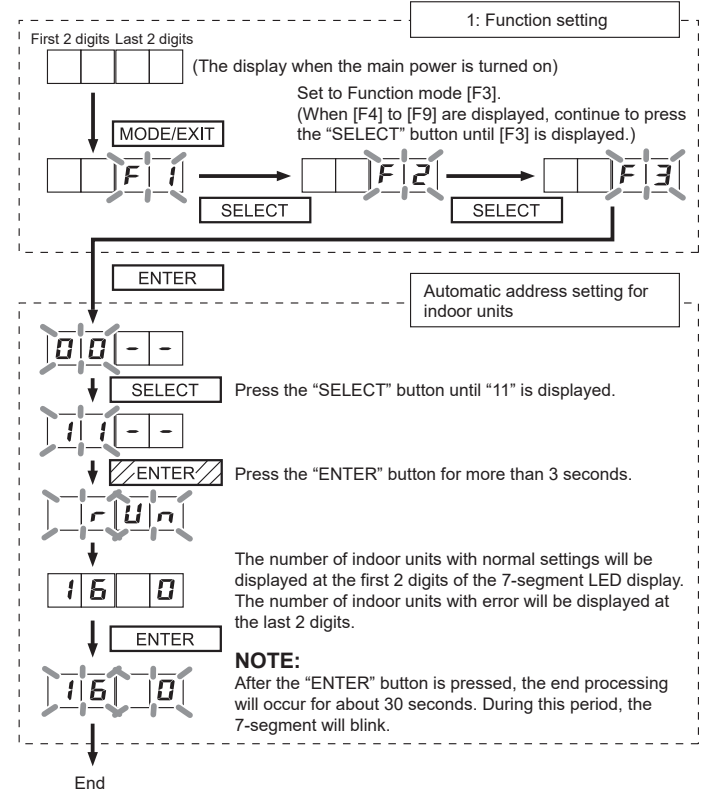 1: Function setting
First 2 digits Last 2 digits
(The display when the main power is turned on)
Set to Function mode [F3].
(When [F4] to [F9] are displayed, continue to press
the “SELECT” button until [F3] is displayed.)
MODE/EXIT
F 1
F 2
F 3
SELECT
SELECT
ENTER
Automatic address setting for
indoor units
0 0 - -
SELECT
Press the “SELECT” button until “11” is displayed.
1 1 - -
ENTER
Press the “ENTER” button for more than 3 seconds.
r U n
The number of indoor units with normal settings will be
displayed at the first 2 digits of the 7-segment LED display.
The number of indoor units with error will be displayed at
the last 2 digits.
1 6 0
ENTER
NOTE:
After the “ENTER” button is pressed, the end processing
will occur for about 30 seconds. During this period, the
7-segment will blink.
1 6 0
End